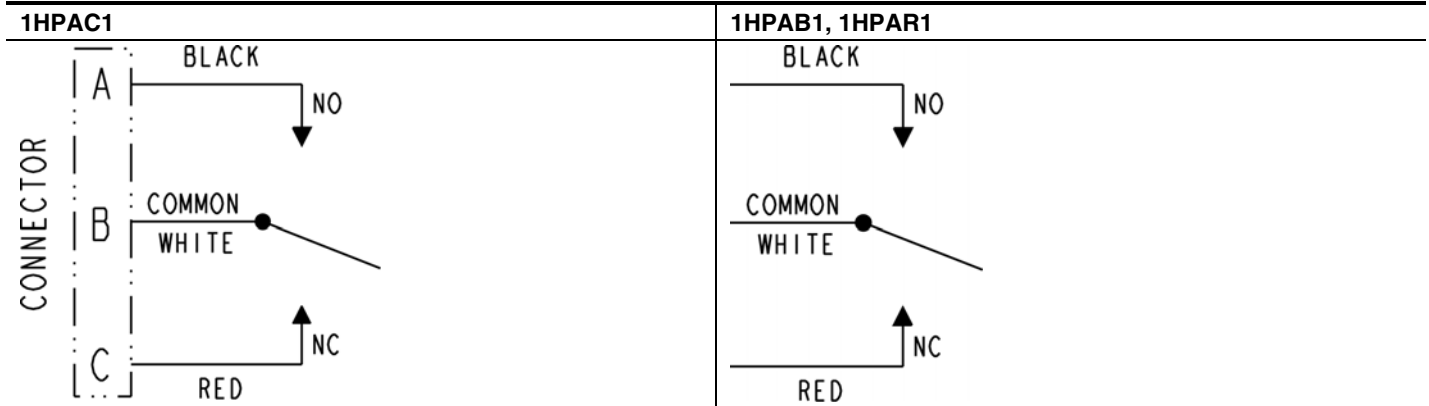 1HPAC1
1HPAB1, 1HPAR1
CONNECTOR
A
BLACK
NO
B
COMMON
WHITE
C
NC
RED
BLACK
NO
COMMON
WHITE
NC
RED